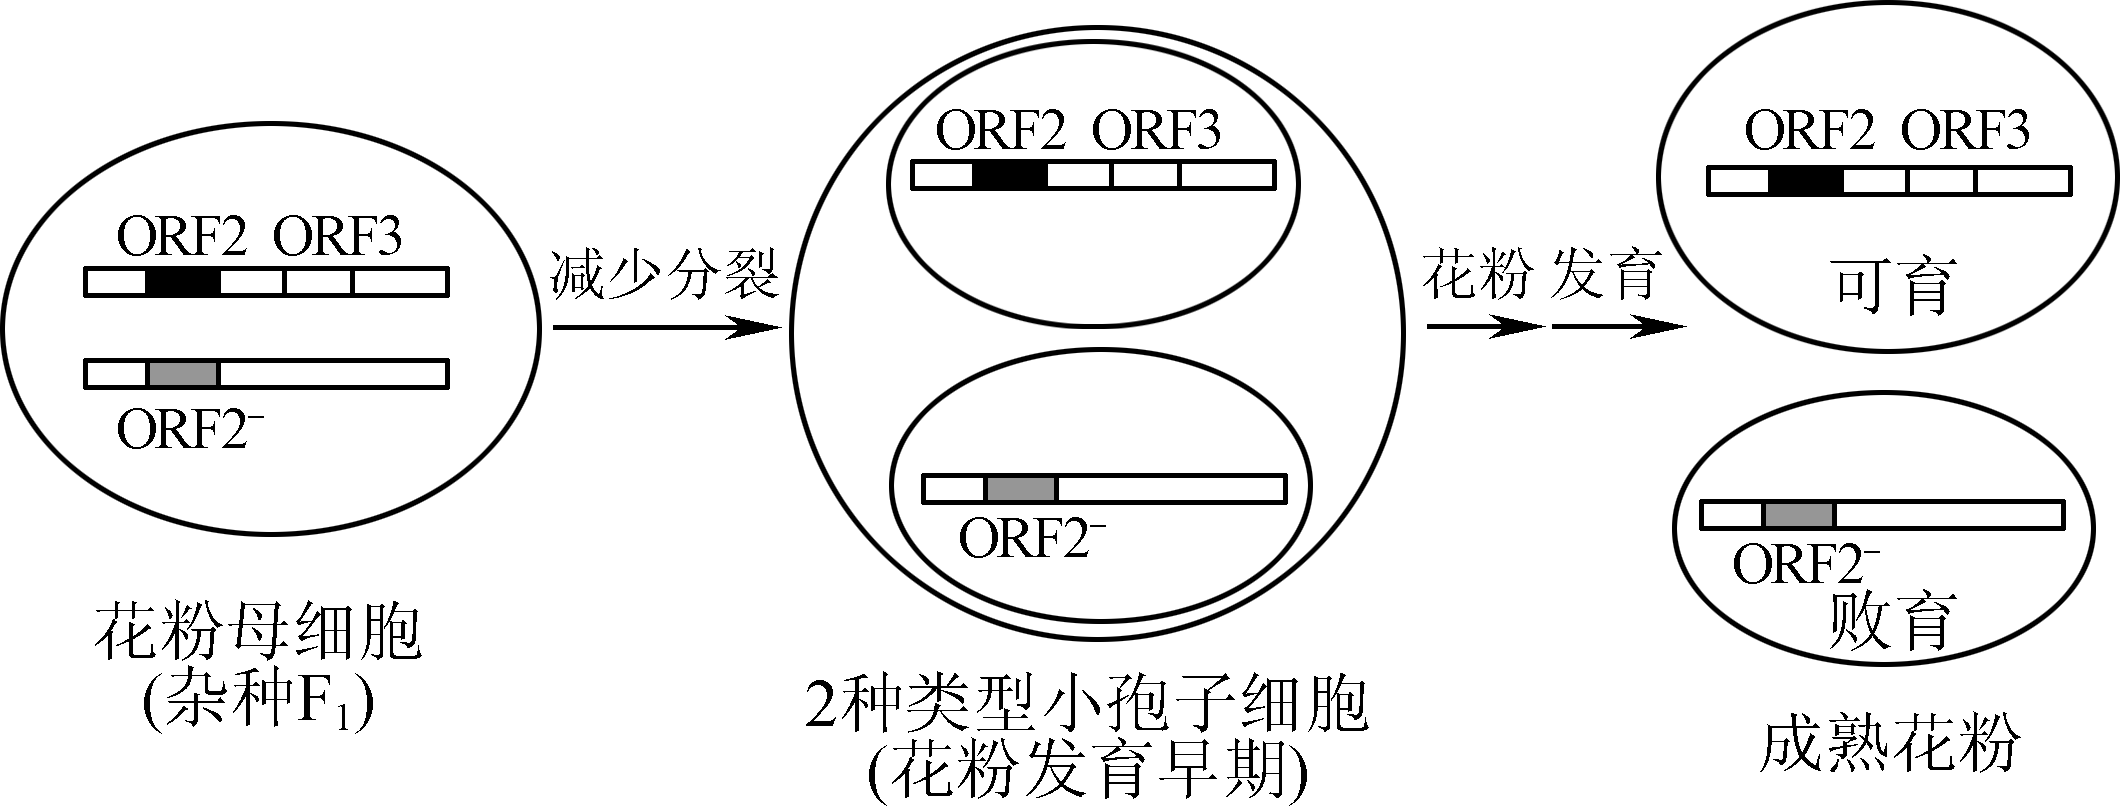 ORF2 ORF3
ORF2⁻
花粉母细胞
(杂种F₁)
减少分裂
ORF2 ORF3
ORF2⁻
2种类型小孢子细胞
(花粉发育早期)
花粉 发育
ORF2 ORF3
可育
ORF2⁻
败育
成熟花粉